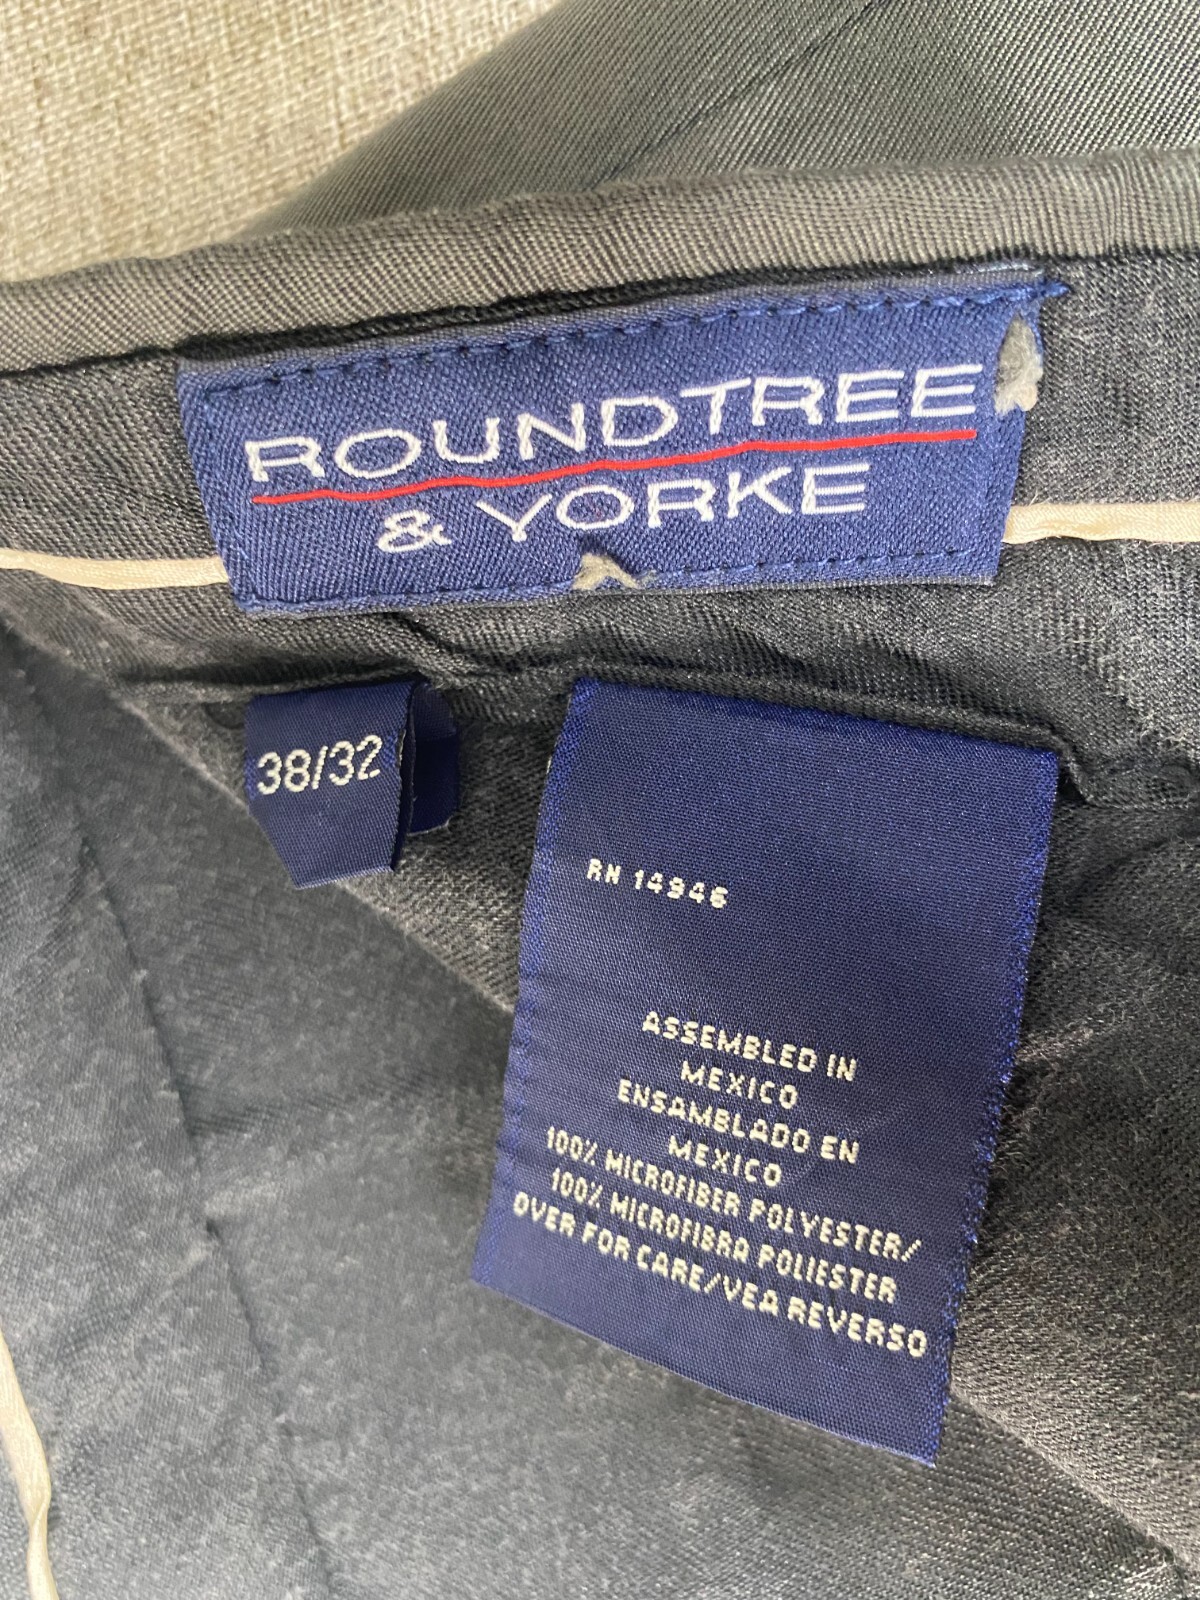 ROUNDTREE
& YORKE
38/32
RN 14946
ASSEMBLED IN
MEXICO
ENSAMBLADO EN
MEXICO
100% MICROFIBER POLYESTER/
100% MICROFIBRA POLIESTER
OVER FOR CARE/VEA REVERSO